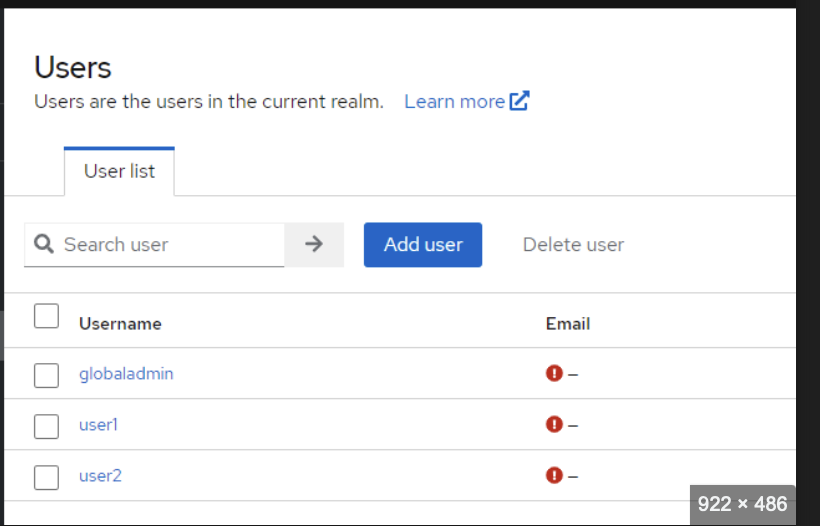 Users
Users are the users in the current realm. Learn more
User list
Search user Add user Delete user
Username Email
globaladmin –
user1 –
user2 –
922 × 486